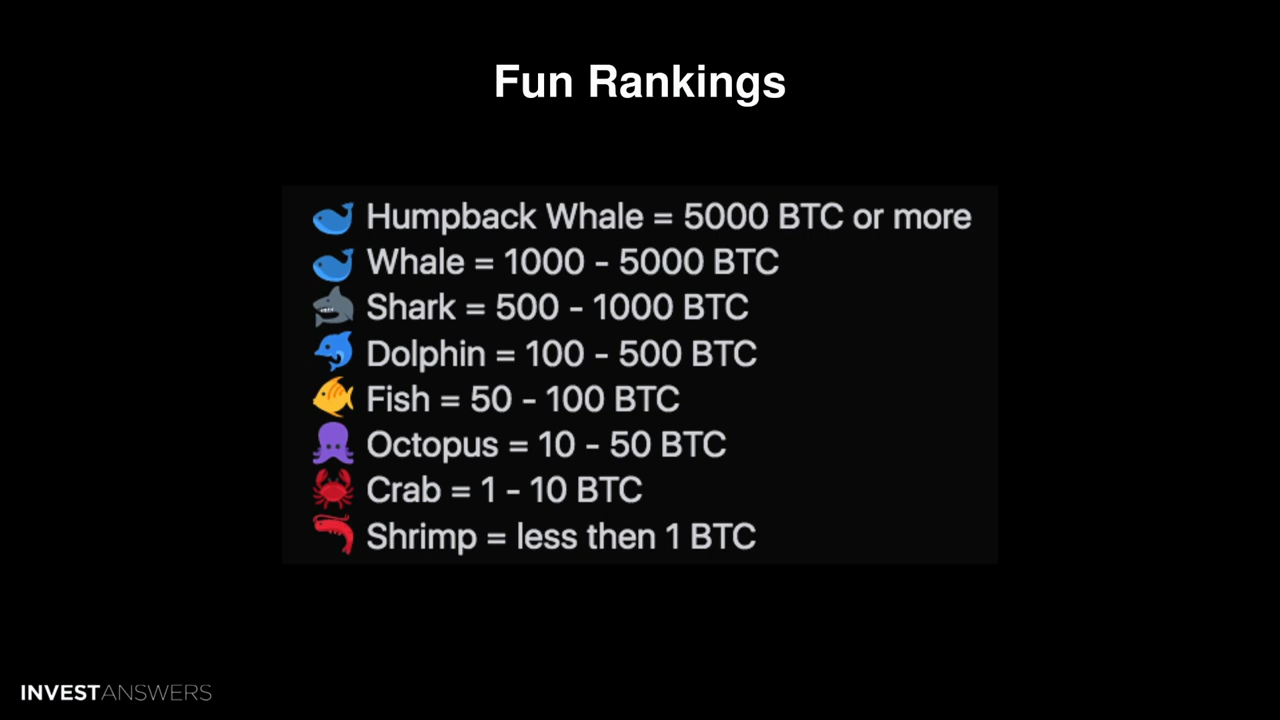 Fun Rankings
Humpback Whale = 5000 BTC or more
Whale = 1000 - 5000 BTC
Shark = 500 - 1000 BTC
Dolphin = 100 - 500 BTC
Fish = 50 - 100 BTC
Octopus = 10 - 50 BTC
Crab = 1 - 10 BTC
Shrimp = less then 1 BTC
INVESTANSWERS